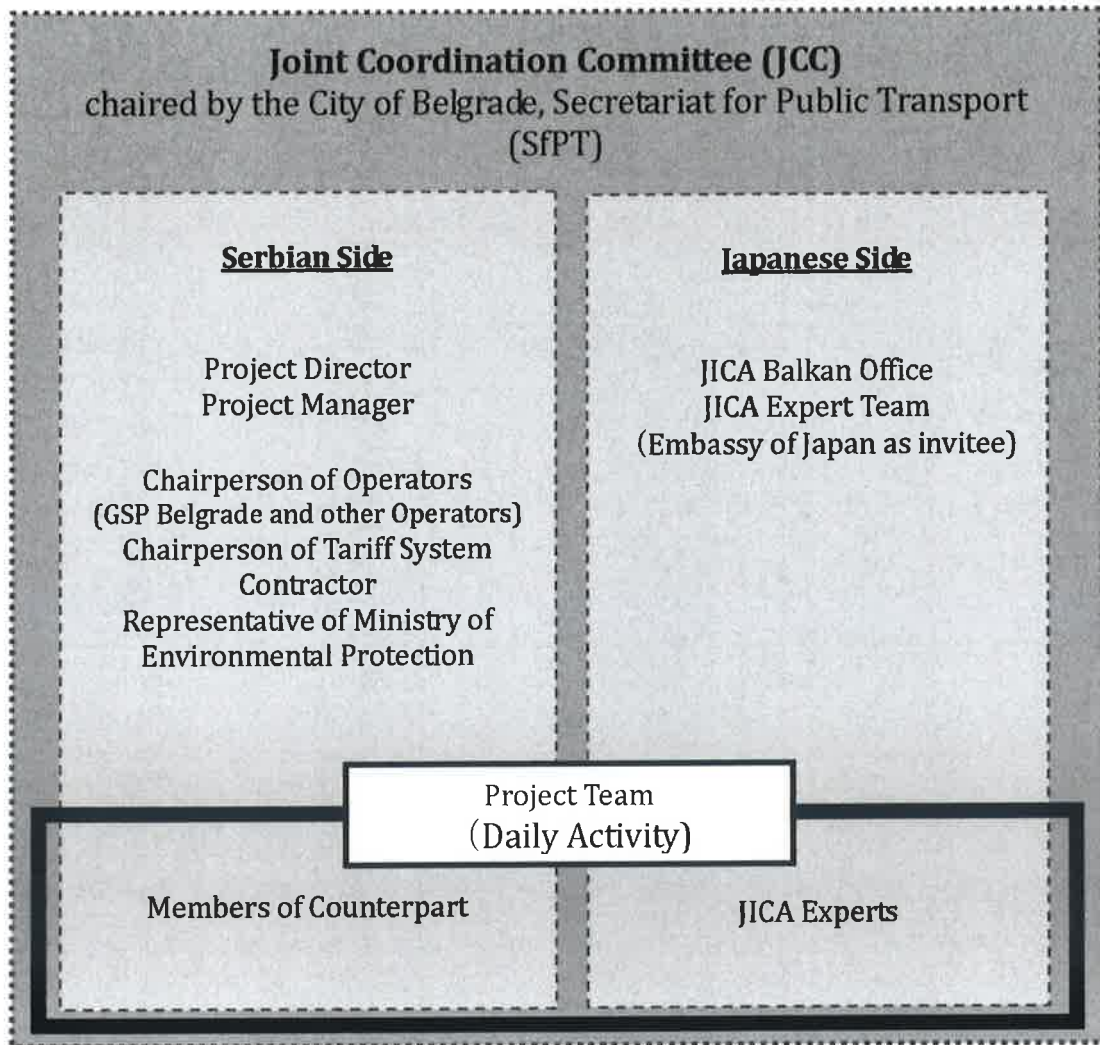 Joint Coordination Committee (JCC)
chaired by the City of Belgrade, Secretariat for Public Transport
(SfPT)
Serbian Side
Project Director
Project Manager
Chairperson of Operators
(GSP Belgrade and other Operators)
Chairperson of Tariff System
Contractor
Representative of Ministry of
Environmental Protection
Japanese Side
JICA Balkan Office
JICA Expert Team
(Embassy of Japan as invitee)
Project Team
(Daily Activity)
Members of Counterpart
JICA Experts